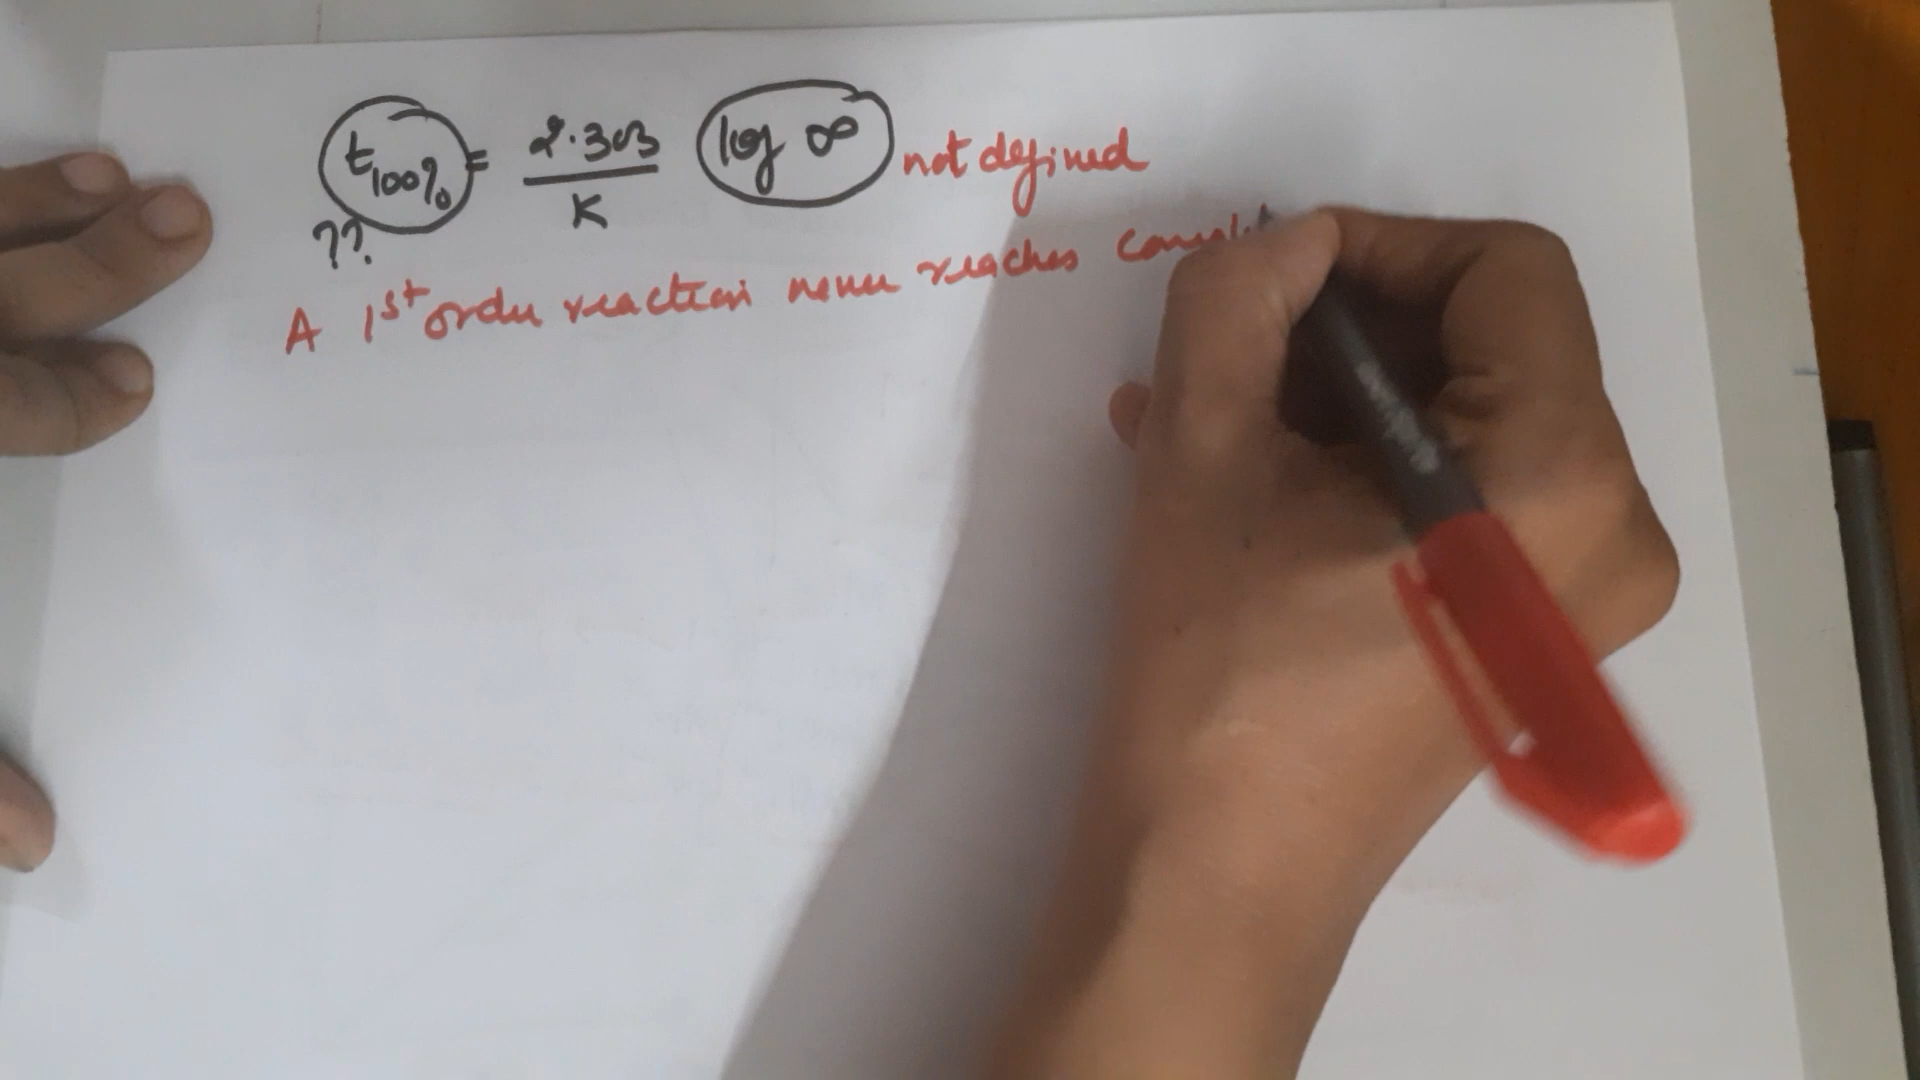 t100% = 2.303/K log ∞ not defined
??
A 1st order reaction never reaches